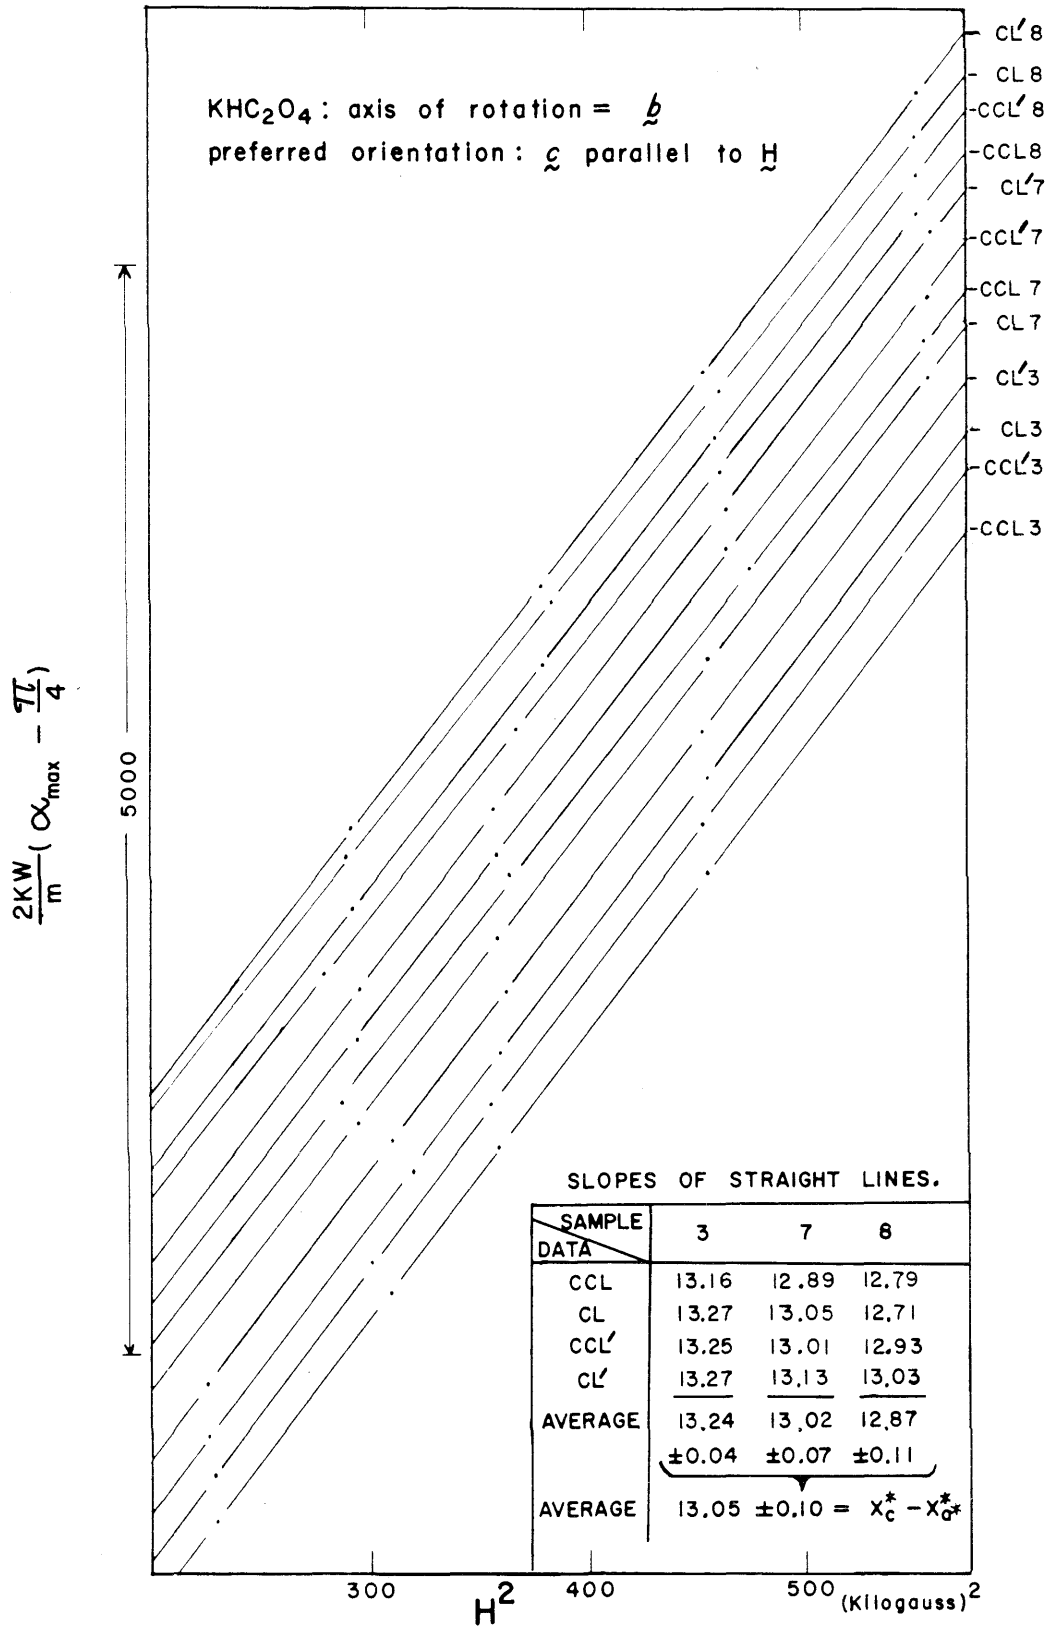 CL′8
CL8
CCL′8
CCL8
CL′7
CCL′7
CCL7
CL7
CL′3
CL3
CCL′3
CCL3
KHC₂O₄: axis of rotation = b
preferred orientation: c parallel to H
2KW/m (α_max − π/4)
5000
SLOPES OF STRAIGHT LINES.
SAMPLE 3 7 8
DATA
CCL 13.16 12.89 12.79
CL 13.27 13.05 12.71
CCL′ 13.25 13.01 12.93
CL′ 13.27 13.13 13.03
AVERAGE 13.24 13.02 12.87
±0.04 ±0.07 ±0.11
AVERAGE 13.05 ±0.10 = X*c − X*a*
300 400 500 (Kilogauss)²
H²